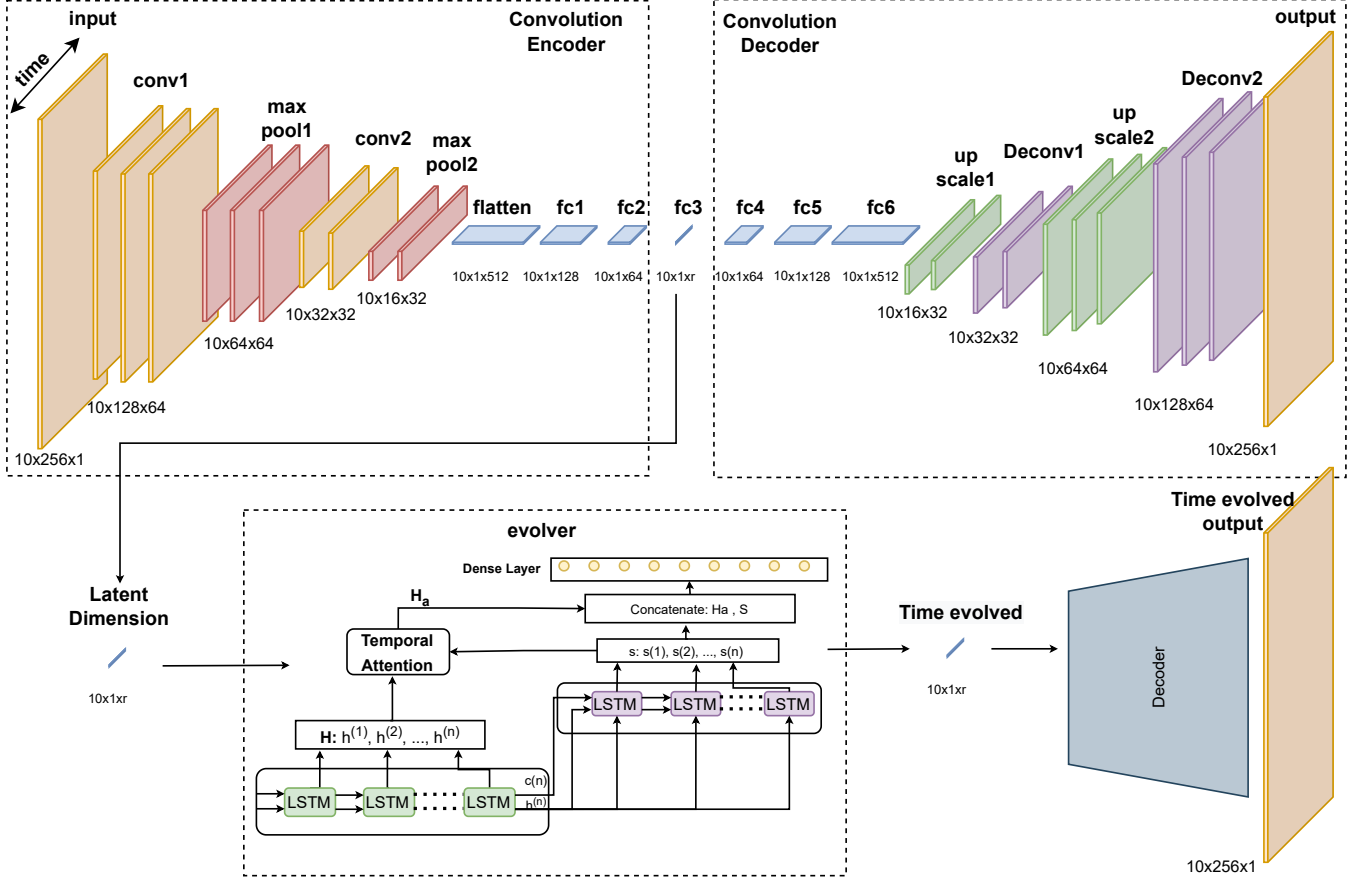 input
time
conv1
max
pool1
conv2
max
pool2
flatten
fc1
fc2
fc3
Convolution
Encoder
10x256x1
10x128x64
10x64x64
10x32x32
10x16x32
10x1x512
10x1x128
10x1x64
10x1xr
Convolution
Decoder
fc4
fc5
fc6
up
scale1
Deconv1
up
scale2
Deconv2
output
10x1x64
10x1x128
10x1x512
10x16x32
10x32x32
10x64x64
10x128x64
10x256x1
Latent
Dimension
10x1xr
evolver
Dense Layer
Hₐ
Concatenate: Ha , S
Temporal
Attention
s: s(1), s(2), ..., s(n)
LSTM
LSTM
LSTM
H: h⁽¹⁾, h⁽²⁾, ..., h⁽ⁿ⁾
c(n)
h⁽ⁿ⁾
LSTM
LSTM
LSTM
Time evolved
10x1xr
Decoder
Time evolved
output
10x256x1